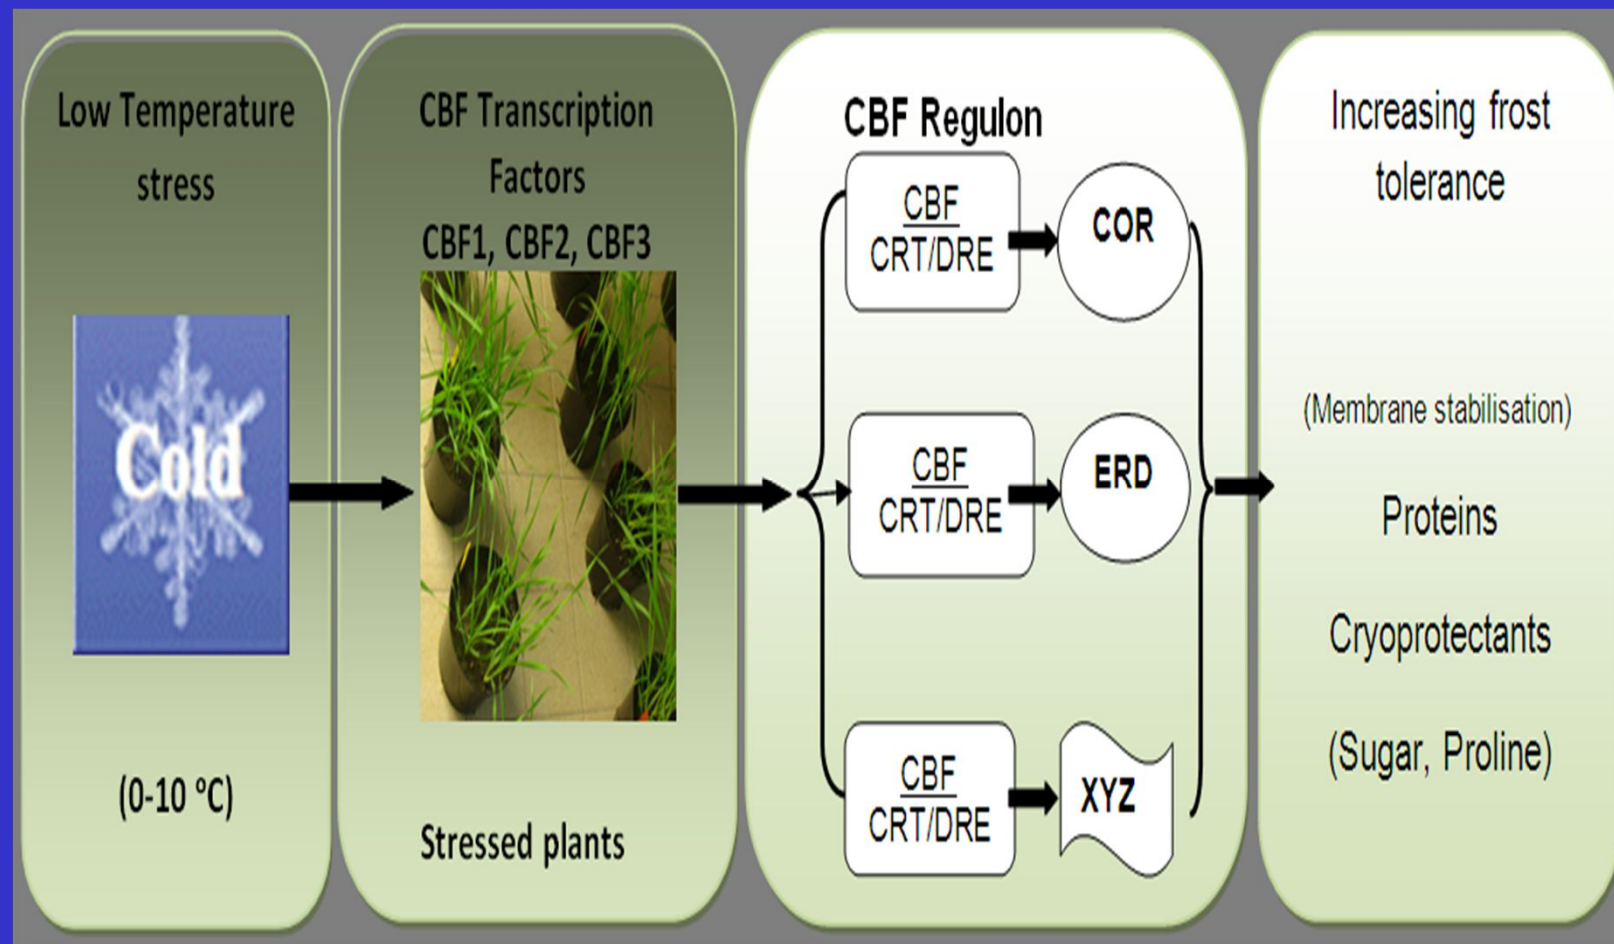 Low Temperature
stress
Cold
(0-10 °C)
CBF Transcription
Factors
CBF1, CBF2, CBF3
Stressed plants
CBF Regulon
CBF
CRT/DRE
COR
CBF
CRT/DRE
ERD
CBF
CRT/DRE
XYZ
Increasing frost
tolerance
(Membrane stabilisation)
Proteins
Cryoprotectants
(Sugar, Proline)